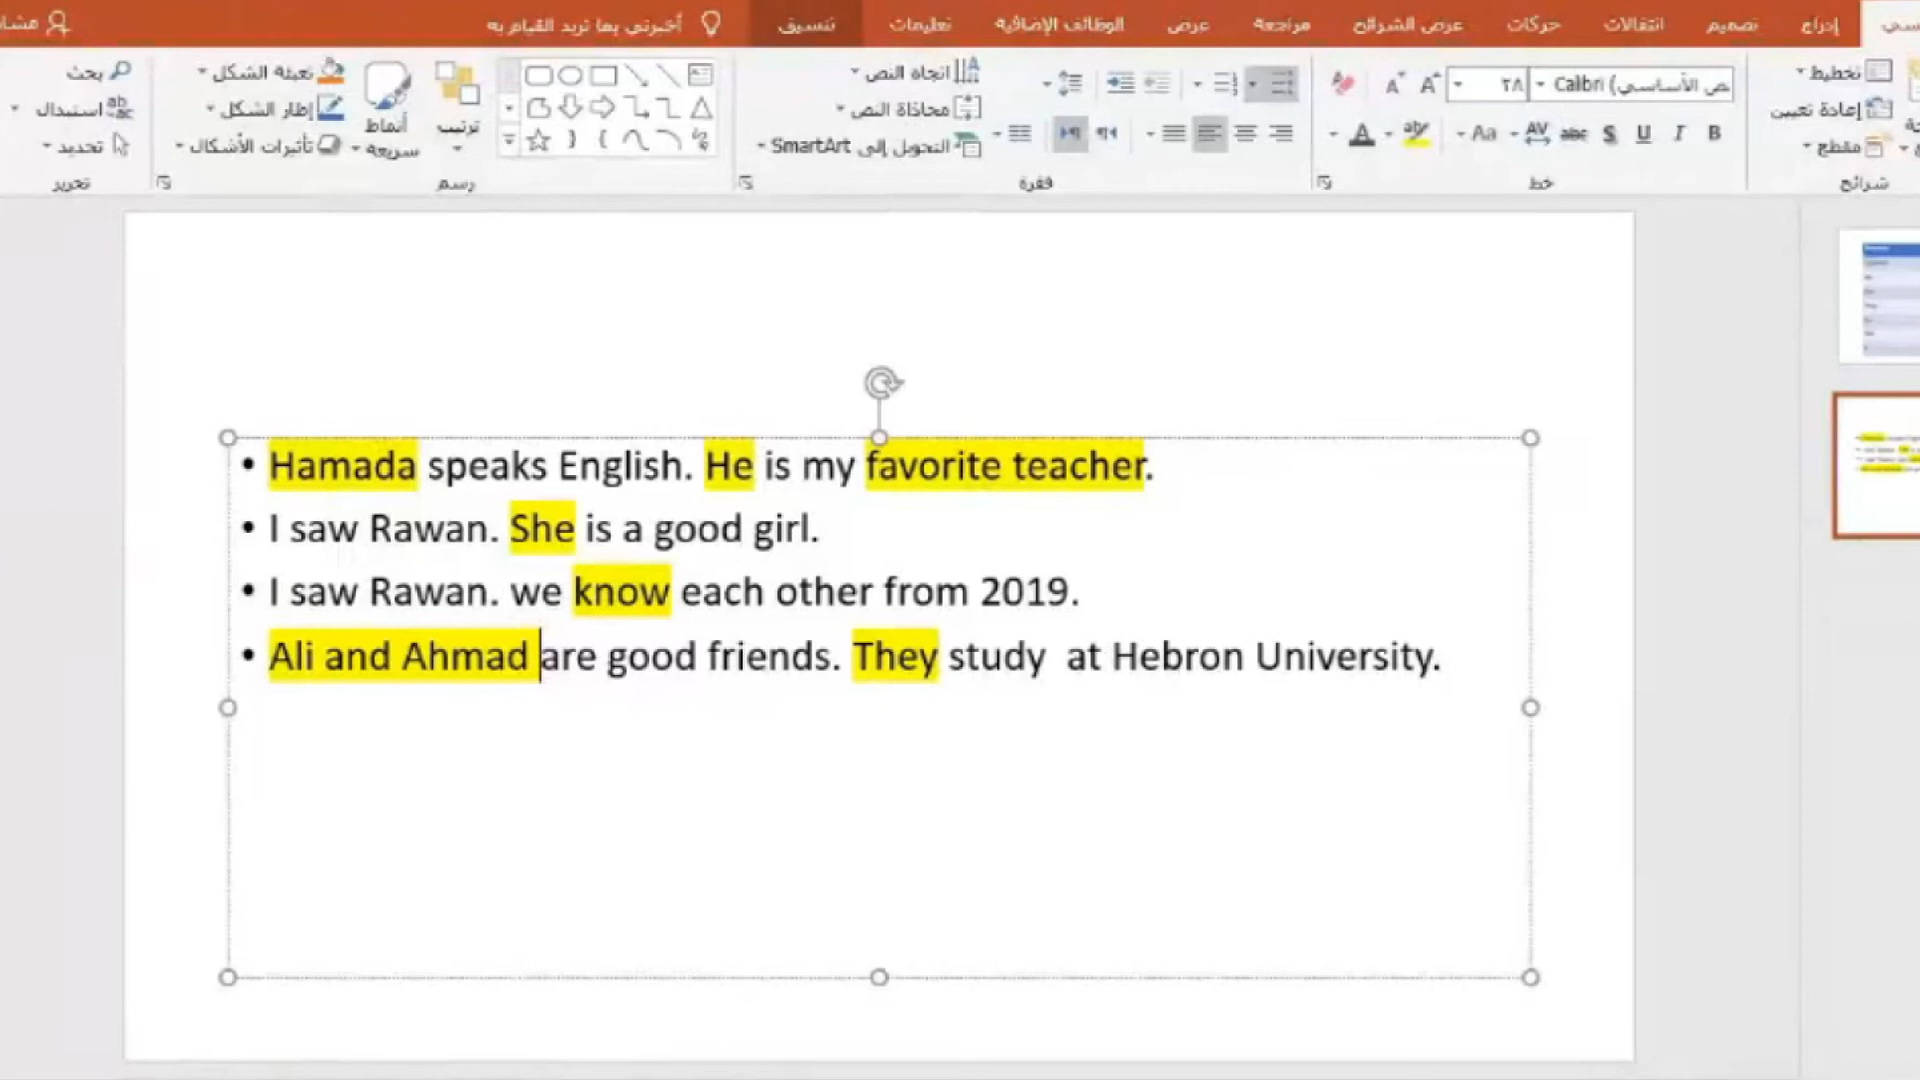 إدراج تصميم انتقالات حركات عرض الشرائح مراجعة عرض الوظائف الإضافية تعليمات تنسيق أخبرني بما تريد القيام به
تخطيط
إعادة تعيين
مقطع
شرائح
ص الأساسي) Calibri ٢٨
B I U S abc AV Aa
خط
اتجاه النص
محاذاة النص
التحويل إلى SmartArt
فقرة
ترتيب
أنماط سريعة
تعبئة الشكل
إطار الشكل
تأثيرات الأشكال
رسم
بحث
استبدال
تحديد
تحرير
• Hamada speaks English. He is my favorite teacher.
• I saw Rawan. She is a good girl.
• I saw Rawan. we know each other from 2019.
• Ali and Ahmad are good friends. They study at Hebron University.